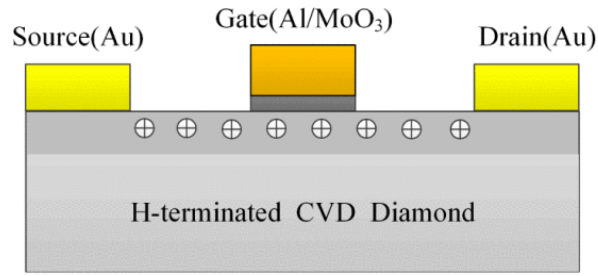 Gate(Al/MoO₃)
Source(Au)
Drain(Au)
H-terminated CVD Diamond